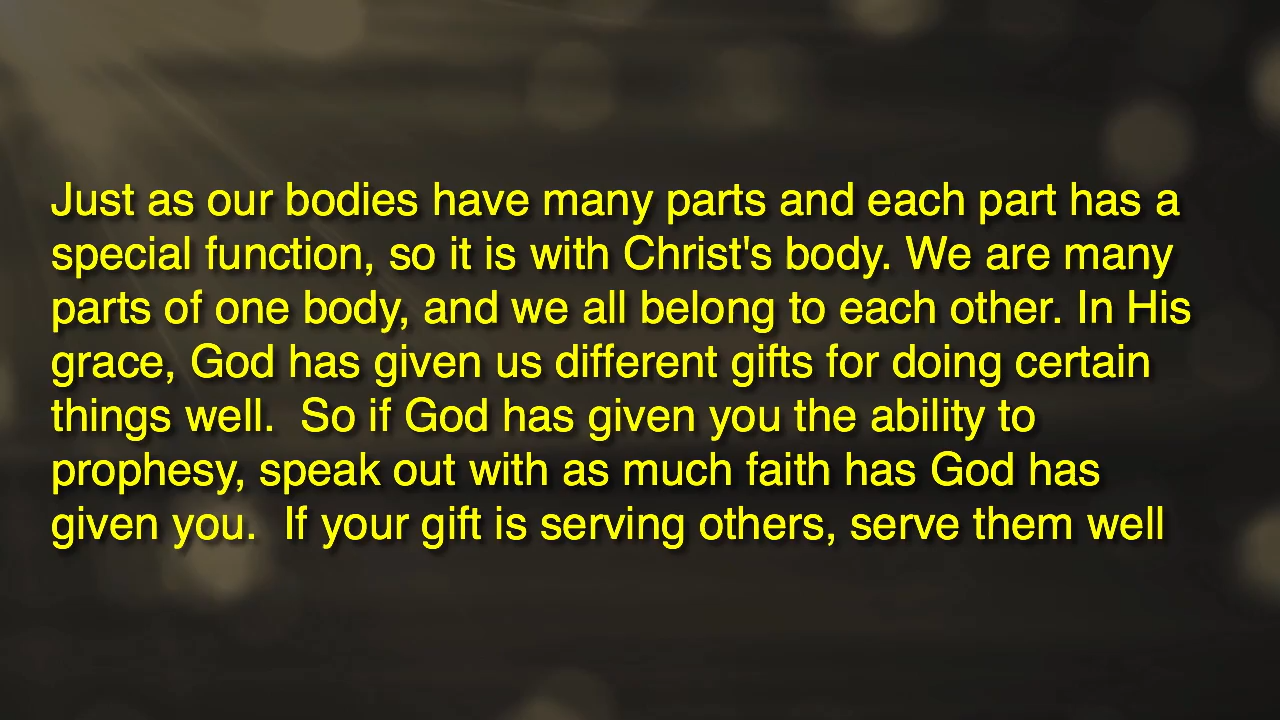 Just as our bodies have many parts and each part has a
special function, so it is with Christ's body. We are many
parts of one body, and we all belong to each other. In His
grace, God has given us different gifts for doing certain
things well.  So if God has given you the ability to
prophesy, speak out with as much faith has God has
given you.  If your gift is serving others, serve them well